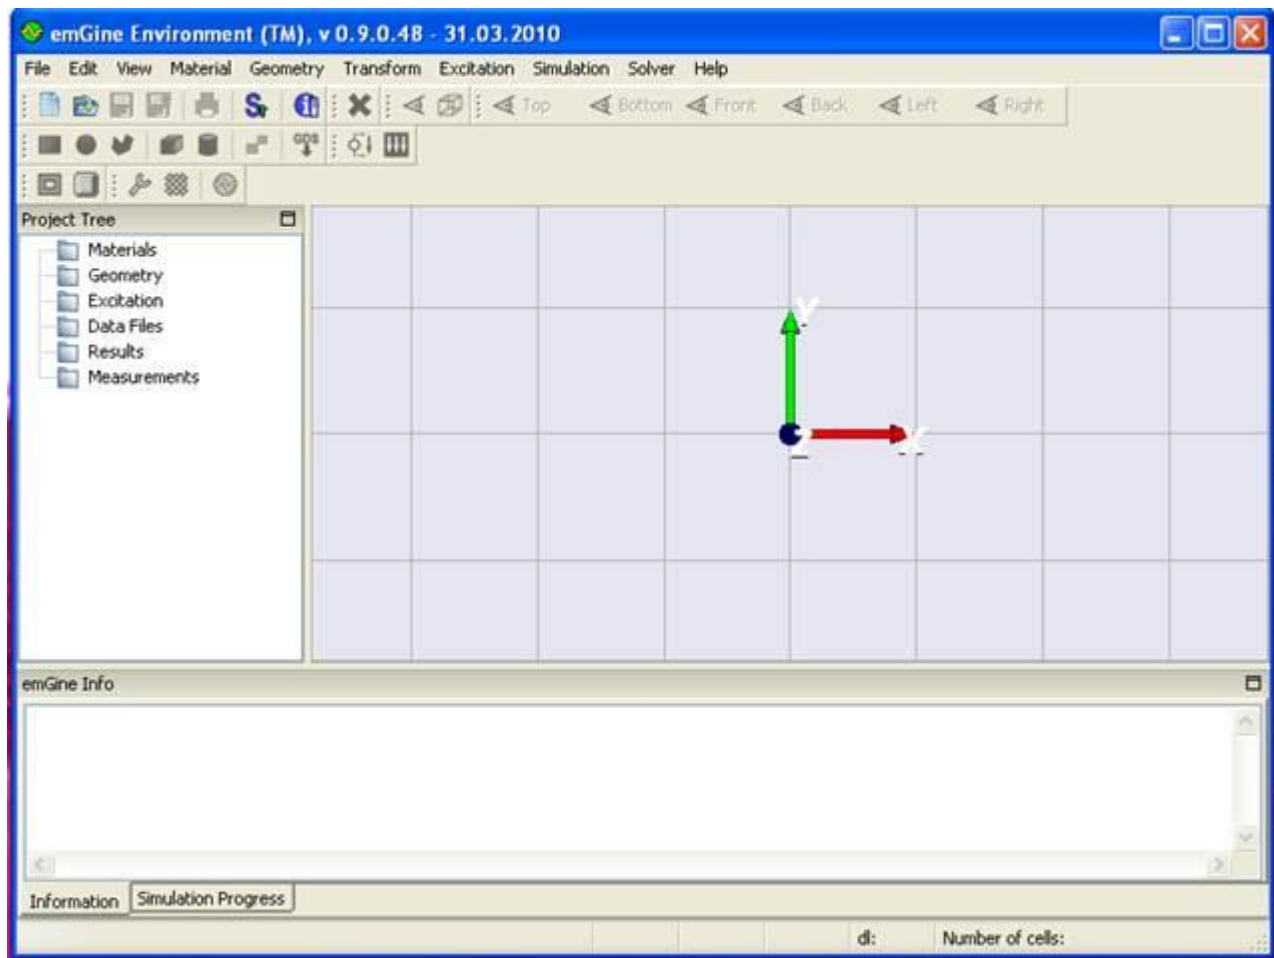 emGine Environment (TM), v 0.9.0.48 - 31.03.2010
File Edit View Material Geometry Transform Excitation Simulation Solver Help
S Top Bottom Front Back Left Right
GDS
Project Tree
Materials
Geometry
Excitation
Data Files
Results
Measurements
Y
Z X
emGine Info
Information Simulation Progress
dl: Number of cells: